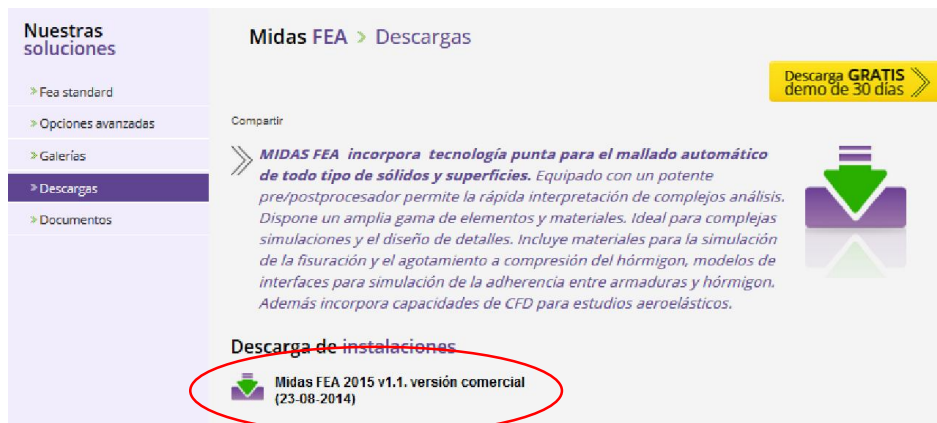 Nuestras
soluciones
Fea standard
Opciones avanzadas
Galerías
Descargas
Documentos
Midas FEA > Descargas
Descarga GRATIS
demo de 30 días
Compartir
MIDAS FEA incorpora tecnología punta para el mallado automático
de todo tipo de sólidos y superficies. Equipado con un potente
pre/postprocesador permite la rápida interpretación de complejos análisis.
Dispone un amplia gama de elementos y materiales. Ideal para complejas
simulaciones y el diseño de detalles. Incluye materiales para la simulación
de la fisuración y el agotamiento a compresión del hórmigon, modelos de
interfaces para simulación de la adherencia entre armaduras y hórmigon.
Además incorpora capacidades de CFD para estudios aeroelásticos.
Descarga de instalaciones
Midas FEA 2015 v1.1. versión comercial
(23-08-2014)